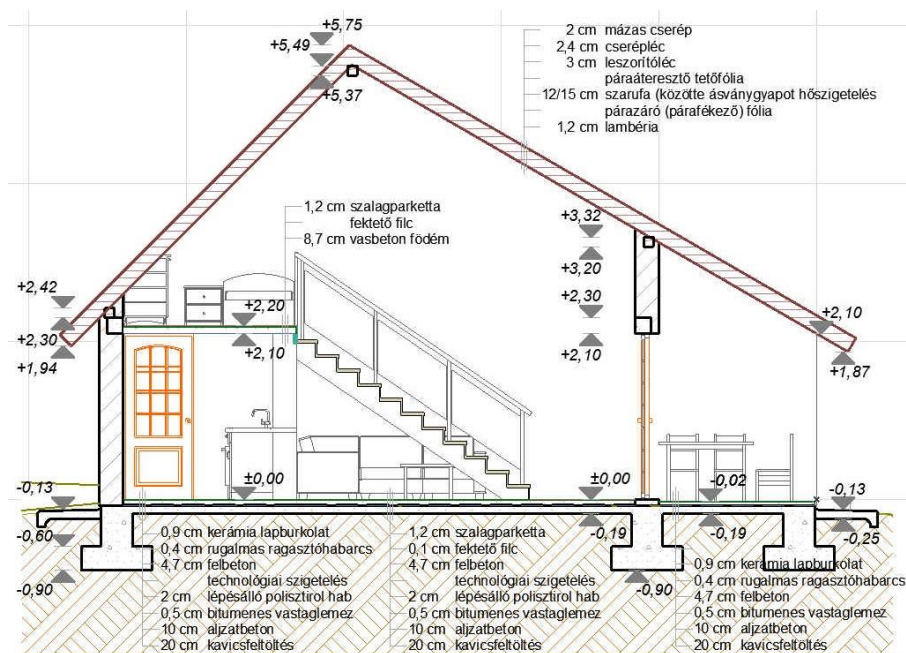 +5,75
+5,49
+5,37
2 cm mázas cserép
2,4 cm cserépléc
3 cm leszorítóléc
páraáteresztő tetőfólia
12/15 cm szarufa (közötte ásványgyapot hőszigetelés
párazáró (párafékező) fólia
1,2 cm lambéria
1,2 cm szalagparketta
fektető filc
8,7 cm vasbeton födém
+3,32
+3,20
+2,30
+2,10
+2,42
+2,30
+1,94
+2,20
+2,10
+2,10
+1,87
±0,00
±0,00
-0,02
-0,13
-0,60
-0,90
-0,19
-0,19
-0,13
-0,25
-0,90
0,9 cm kerámia lapburkolat
0,4 cm rugalmas ragasztóhabarcs
4,7 cm felbeton
technológiai szigetelés
2 cm lépésálló polisztirol hab
0,5 cm bitumenes vastaglemez
10 cm aljzatbeton
20 cm kavicsfeltöltés
1,2 cm szalagparketta
0,1 cm fektető filc
4,7 cm felbeton
technológiai szigetelés
2 cm lépésálló polisztirol hab
0,5 cm bitumenes vastaglemez
10 cm aljzatbeton
20 cm kavicsfeltöltés
0,9 cm kerámia lapburkolat
0,4 cm rugalmas ragasztóhabarcs
4,7 cm felbeton
0,5 cm bitumenes vastaglemez
10 cm aljzatbeton
20 cm kavicsfeltöltés